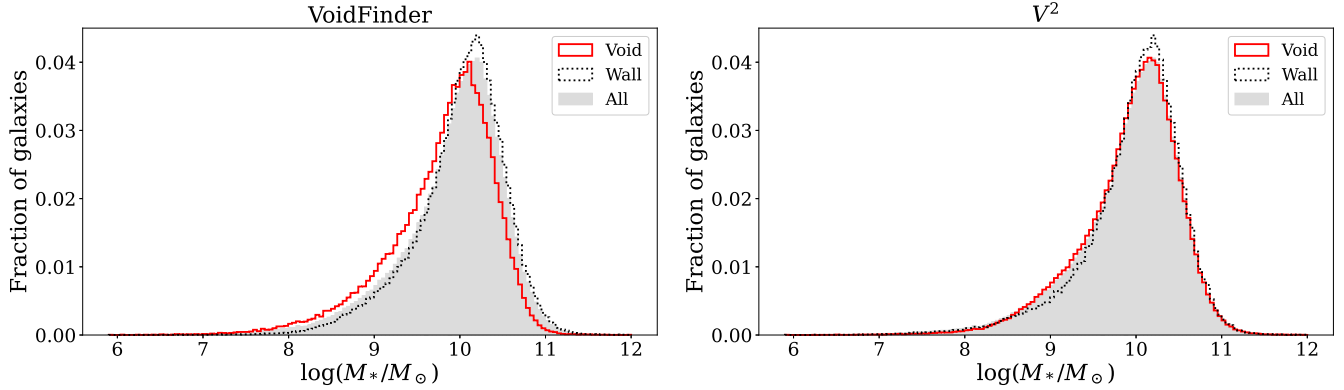 VoidFinder
Fraction of galaxies
0.04
0.03
0.02
0.01
0.00
Void
Wall
All
6 7 8 9 10 11 12
log(M*/M⊙)
V²
Fraction of galaxies
0.04
0.03
0.02
0.01
0.00
Void
Wall
All
6 7 8 9 10 11 12
log(M*/M⊙)